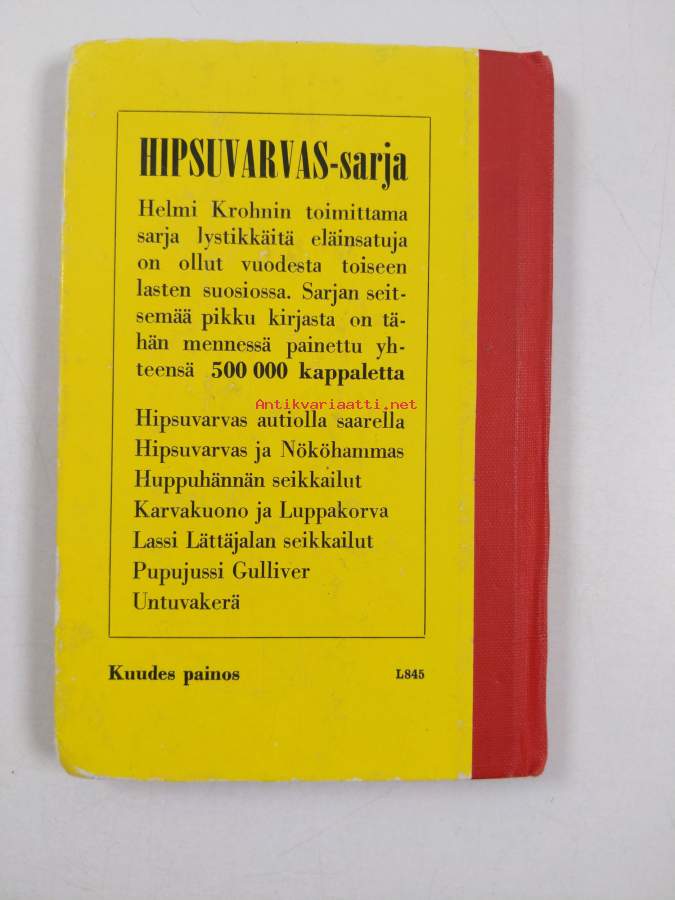 HIPSUVARVAS-sarja
Helmi Krohnin toimittama
sarja lystikkäitä eläinsatuja
on ollut vuodesta toiseen
lasten suosiossa. Sarjan seit-
semää pikku kirjasta on tä-
hän mennessä painettu yh-
teensä 500 000 kappaletta
Antikvariaatti.net
Hipsuvarvas autiolla saarella
Hipsuvarvas ja Nököhammas
Huppuhännän seikkailut
Karvakuono ja Luppakorva
Lassi Lättäjalan seikkailut
Pupujussi Gulliver
Untuvakerä
Kuudes painos L845